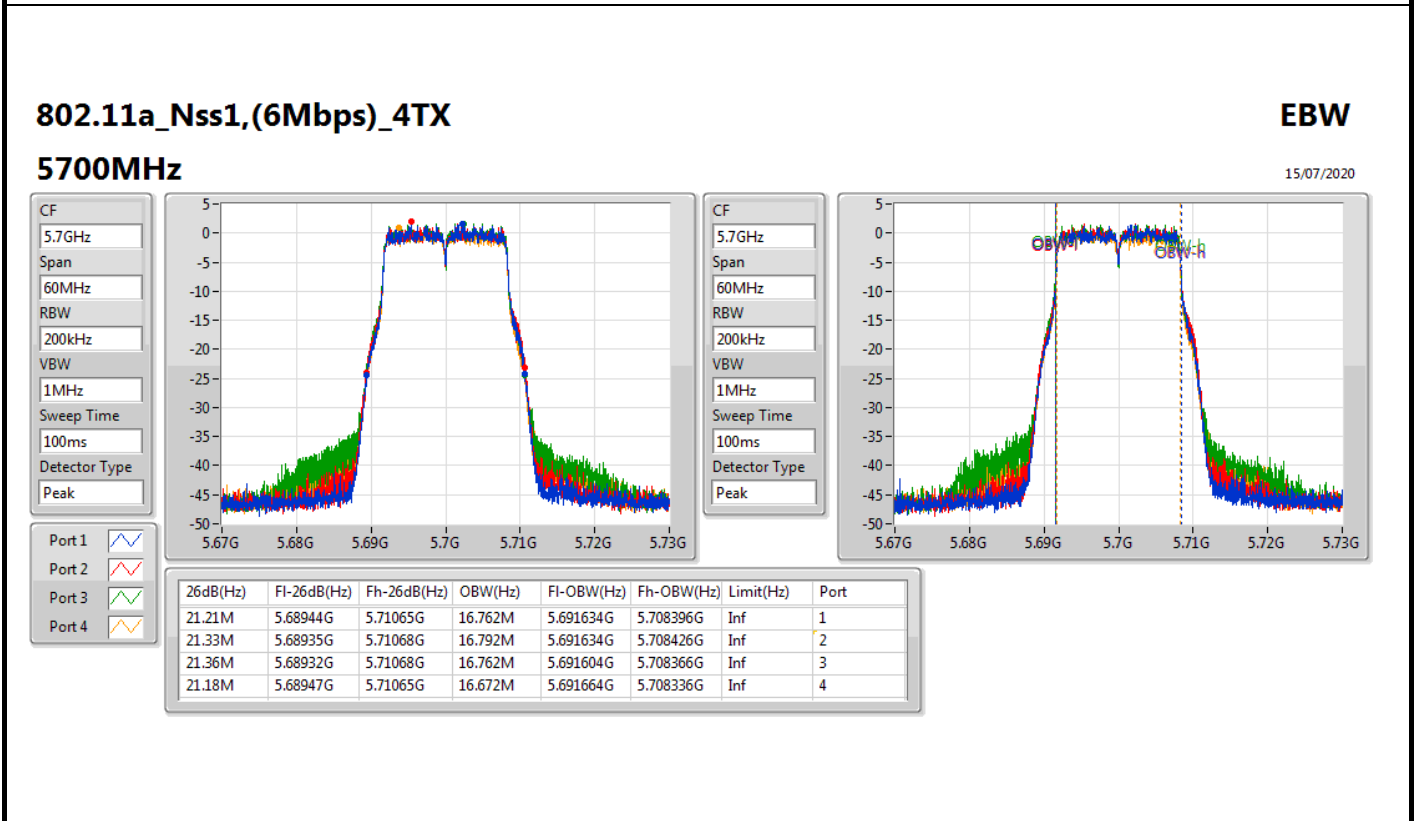 802.11a_Nss1,(6Mbps)_4TX
EBW
5700MHz
15/07/2020
CF
5.7GHz
Span
60MHz
RBW
200kHz
VBW
1MHz
Sweep Time
100ms
Detector Type
Peak
5
0
-5
-10
-15
-20
-25
-30
-35
-40
-45
-50
5.67G 5.68G 5.69G 5.7G 5.71G 5.72G 5.73G
CF
5.7GHz
Span
60MHz
RBW
200kHz
VBW
1MHz
Sweep Time
100ms
Detector Type
Peak
5
0
-5
-10
-15
-20
-25
-30
-35
-40
-45
-50
OBW-h
5.67G 5.68G 5.69G 5.7G 5.71G 5.72G 5.73G
Port 1
Port 2
Port 3
Port 4
26dB(Hz) Fl-26dB(Hz) Fh-26dB(Hz) OBW(Hz) Fl-OBW(Hz) Fh-OBW(Hz) Limit(Hz) Port
21.21M 5.68944G 5.71065G 16.762M 5.691634G 5.708396G Inf 1
21.33M 5.68935G 5.71068G 16.792M 5.691634G 5.708426G Inf 2
21.36M 5.68932G 5.71068G 16.762M 5.691604G 5.708366G Inf 3
21.18M 5.68947G 5.71065G 16.672M 5.691664G 5.708336G Inf 4